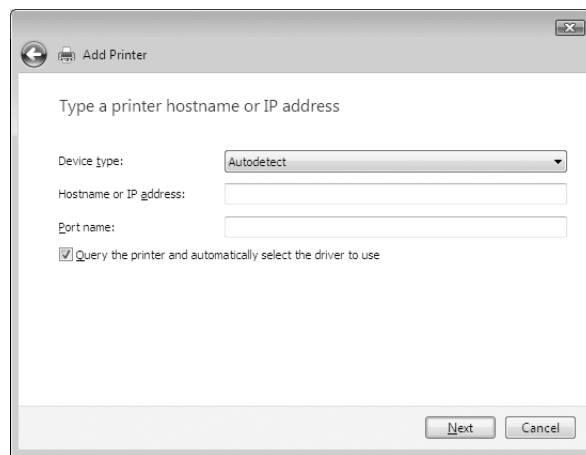 Add Printer
Type a printer hostname or IP address
Device type:
Autodetect
Hostname or IP address:
Port name:
Query the printer and automatically select the driver to use
Next
Cancel